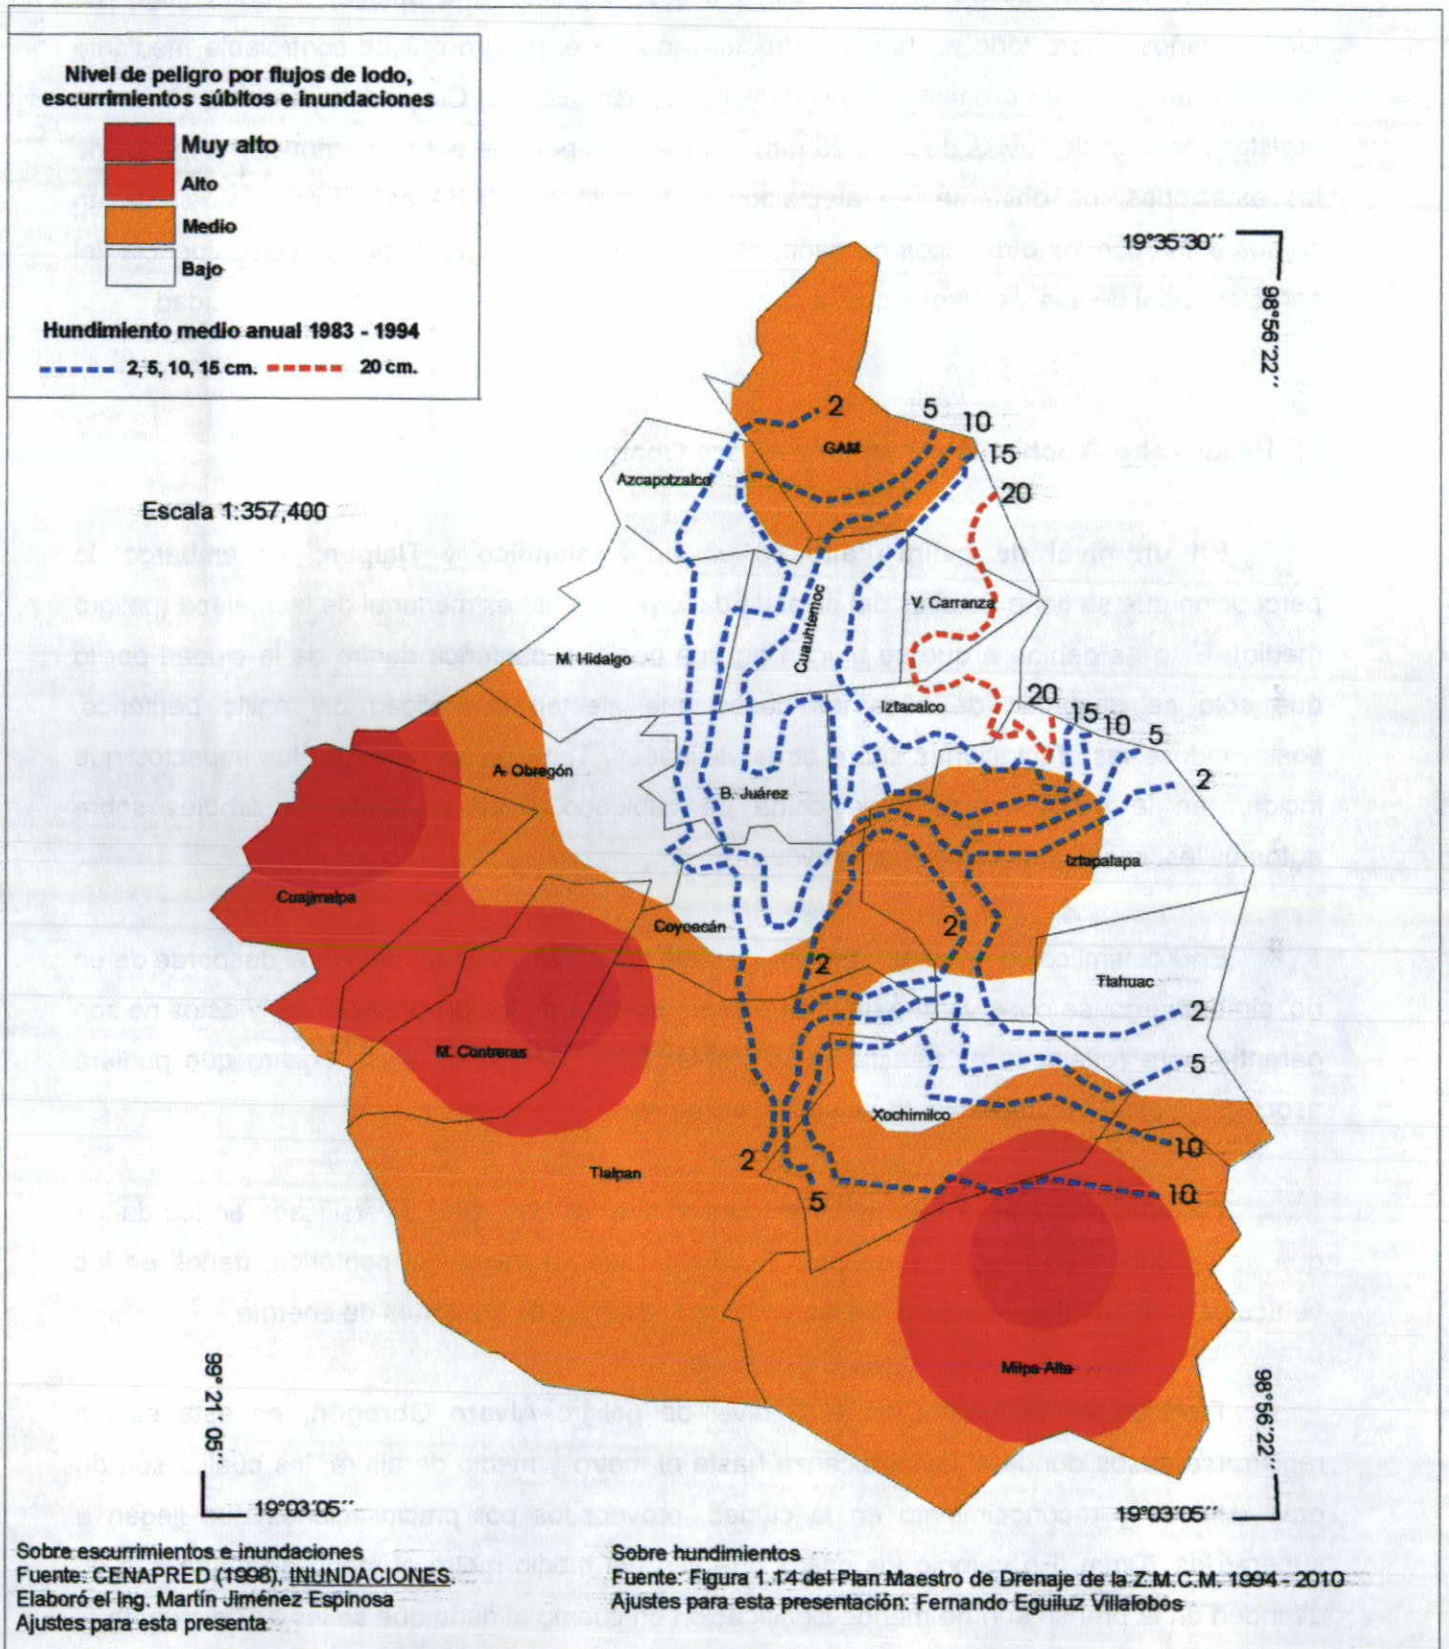 Nivel de peligro por flujos de lodo,
escurrimientos súbitos e inundaciones
Muy alto
Alto
Medio
Bajo
Hundimiento medio anual 1983 - 1994
2, 5, 10, 15 cm.
20 cm.
Escala 1:357,400
19°35´30´´
98°56´22´´
2
5
10
15
20
GAM
Azcapotzalco
Cuauhtemoc
V. Carranza
M. Hidalgo
Iztacalco
20
15
10
5
2
A. Obregón
B. Juárez
Iztapalapa
Cuajimalpa
Coyoacán
2
2
Tlahuac
2
5
M. Contreras
Xochimilco
10
2
Tlalpan
5
10
Milpa Alta
99° 21´05´´
19°03´05´´
98°56´22´´
19°03´05´´
Sobre escurrimientos e inundaciones
Fuente: CENAPRED (1998), INUNDACIONES.
Elaboró el Ing. Martín Jiménez Espinosa
Ajustes para esta presenta
Sobre hundimientos
Fuente: Figura 1.14 del Plan Maestro de Drenaje de la Z.M.C.M. 1994 - 2010
Ajustes para esta presentación: Fernando Eguiluz Villalobos